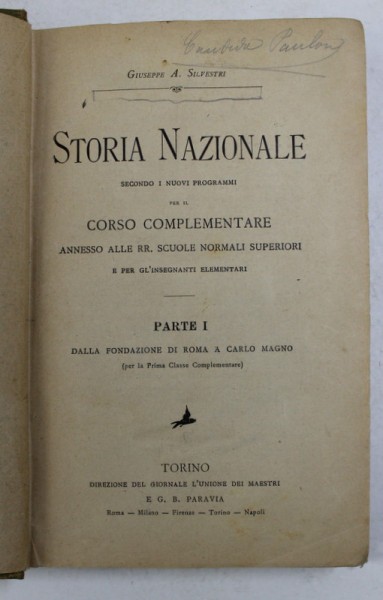 Giuseppe A. Silvestri
Storia Nazionale
SECONDO I NUOVI PROGRAMMI
PER IL
CORSO COMPLEMENTARE
ANNESSO ALLE RR. SCUOLE NORMALI SUPERIORI
E PER GL'INSEGNANTI ELEMENTARI
PARTE I
DALLA FONDAZIONE DI ROMA A CARLO MAGNO
(per la Prima Classe Complementare)
TORINO
DIREZIONE DEL GIORNALE L'UNIONE DEI MAESTRI
E G. B. PARAVIA
Roma — Milano — Firenze — Torino — Napoli